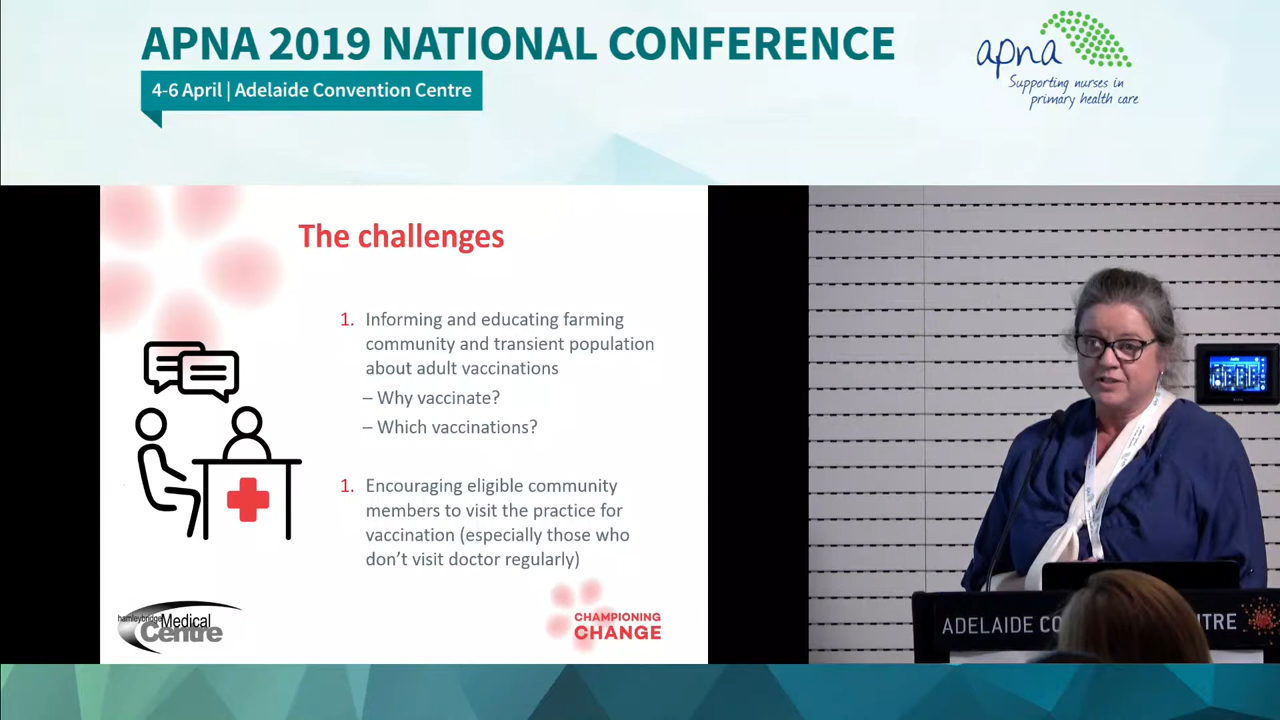 APNA 2019 NATIONAL CONFERENCE
4-6 April | Adelaide Convention Centre
apna
Supporting nurses in
primary health care
The challenges
1. Informing and educating farming
community and transient population
about adult vaccinations
– Why vaccinate?
– Which vaccinations?
1. Encouraging eligible community
members to visit the practice for
vaccination (especially those who
don’t visit doctor regularly)
hamleybridge Medical
Centre
CHAMPIONING
CHANGE
ADELAIDE CO TRE